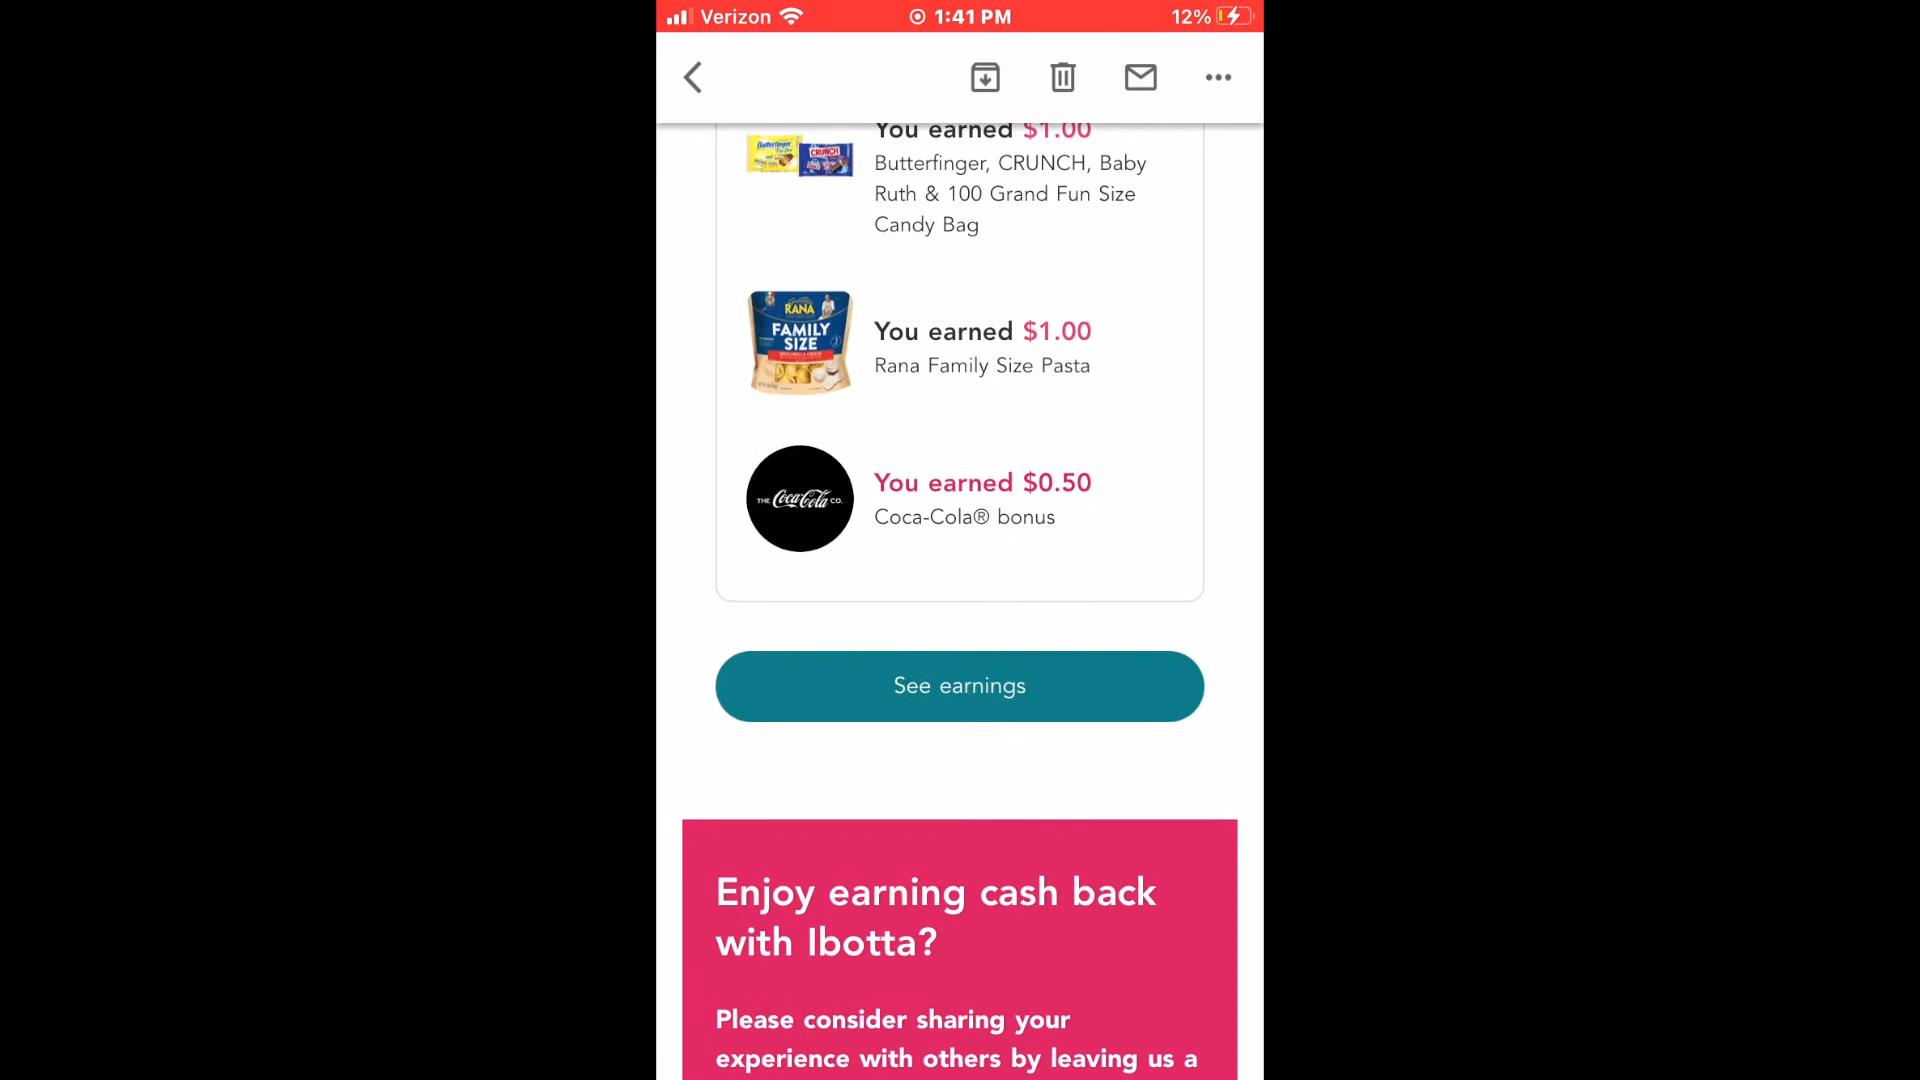 Verizon 1:41 PM 12%
You earned $1.00
Butterfinger, CRUNCH, Baby
Ruth & 100 Grand Fun Size
Candy Bag
Butterfinger
CRUNCH
You earned $1.00
Rana Family Size Pasta
RANA
FAMILY
SIZE
You earned $0.50
Coca-Cola® bonus
THE Coca-Cola CO.
See earnings
Enjoy earning cash back
with Ibotta?
Please consider sharing your
experience with others by leaving us a